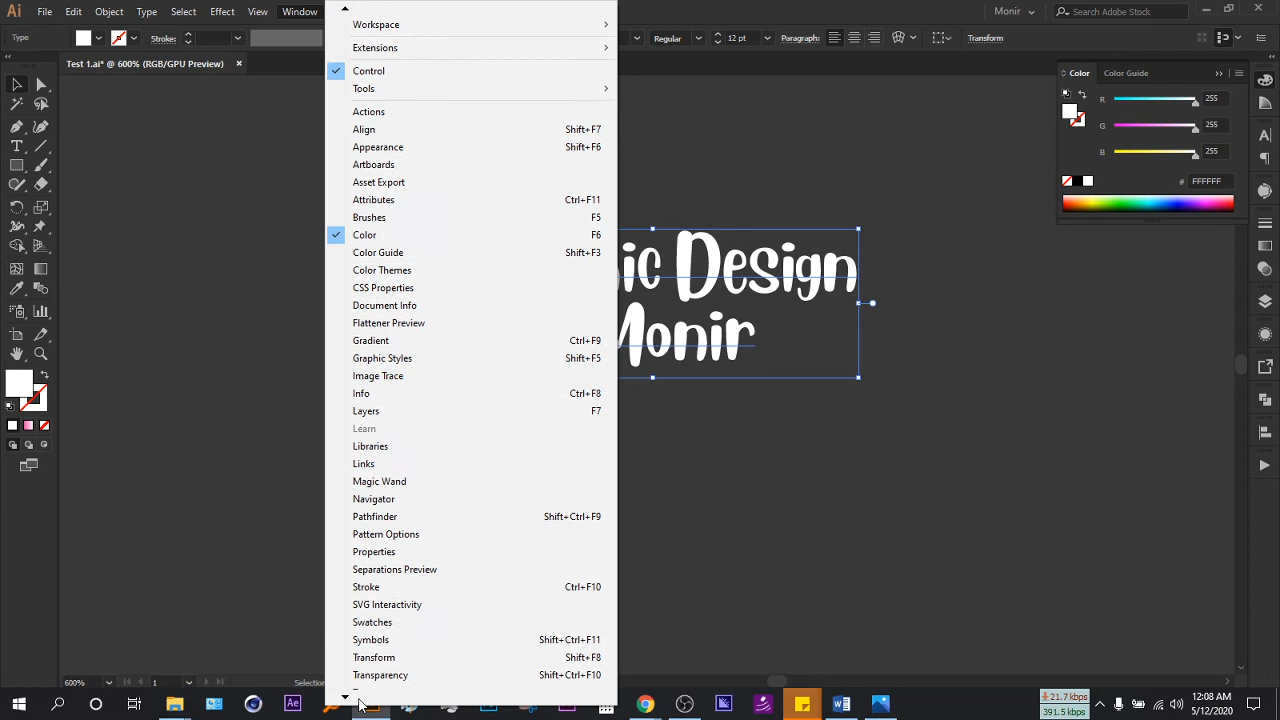 Ai File Object Type Select Effect View Window Monir Search Adobe Stock
Type Stroke: Regular 12 pt Paragraph: Transform
Test 1.ai* @ 600% (RGB/GPU Preview)
Workspace
Extensions
Control
Tools
Actions
Align Shift+F7
Appearance Shift+F6
Artboards
Asset Export
Attributes Ctrl+F11
Brushes F5
Color F6
Color Guide Shift+F3
Color Themes
CSS Properties
Document Info
Flattener Preview
Gradient Ctrl+F9
Graphic Styles Shift+F5
Image Trace
Info Ctrl+F8
Layers F7
Learn
Libraries
Links
Magic Wand
Navigator
Pathfinder Shift+Ctrl+F9
Pattern Options
Properties
Separations Preview
Stroke Ctrl+F10
SVG Interactivity
Swatches
Symbols Shift+Ctrl+F11
Transform Shift+F8
Transparency Shift+Ctrl+F10
ic Design
Monir
Color Color Guide
R 255
G 255
B 255
# FFFFFF
600% 1 Selection
Ae
21.7 kbps
391.5 kbps
12:08 AM